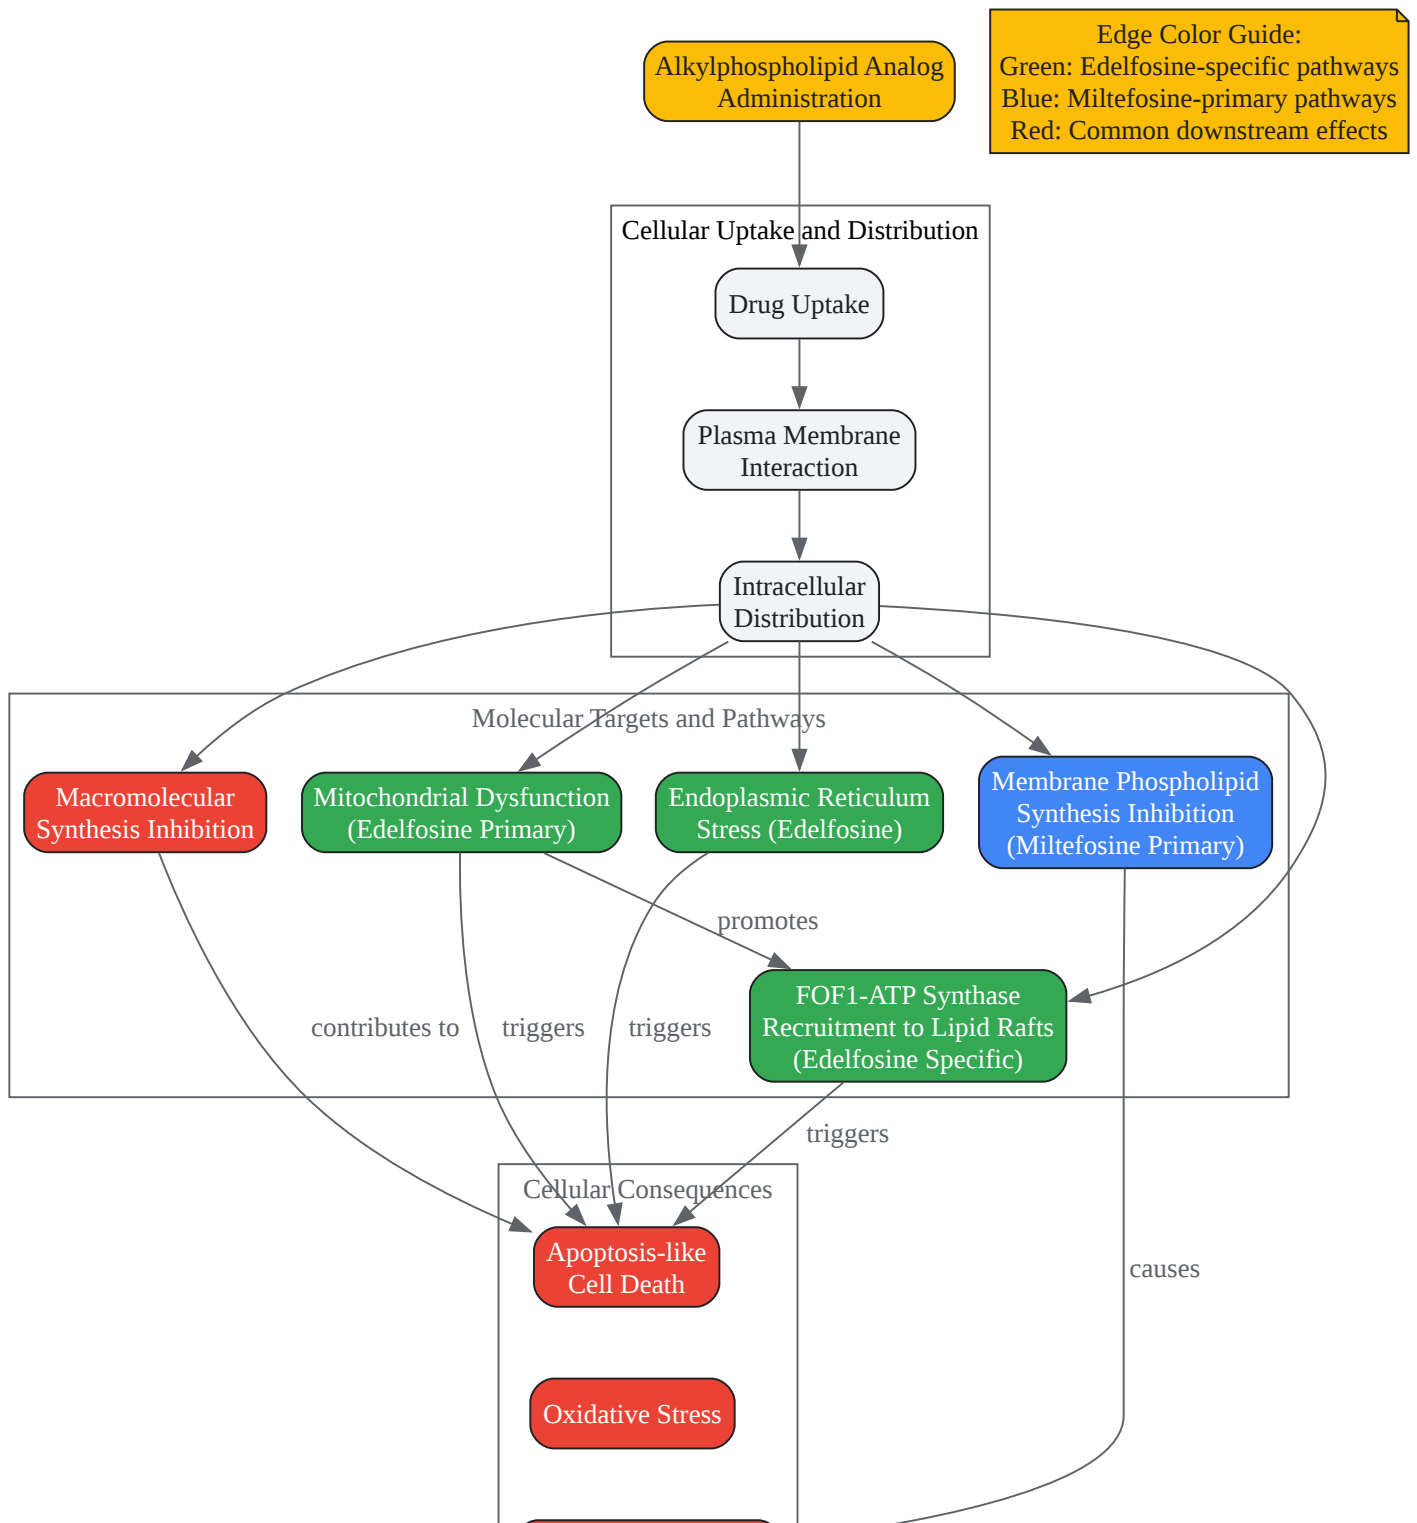 Alkylphospholipid Analog
Administration
Edge Color Guide:
Green: Edelfosine-specific pathways
Blue: Miltefosine-primary pathways
Red: Common downstream effects
Cellular Uptake and Distribution
Drug Uptake
Plasma Membrane
Interaction
Intracellular
Distribution
Molecular Targets and Pathways
Macromolecular
Synthesis Inhibition
Mitochondrial Dysfunction
(Edelfosine Primary)
Endoplasmic Reticulum
Stress (Edelfosine)
Membrane Phospholipid
Synthesis Inhibition
(Miltefosine Primary)
promotes
FOF1-ATP Synthase
Recruitment to Lipid Rafts
(Edelfosine Specific)
contributes to
triggers
triggers
triggers
Cellular Consequences
Apoptosis-like
Cell Death
causes
Oxidative Stress